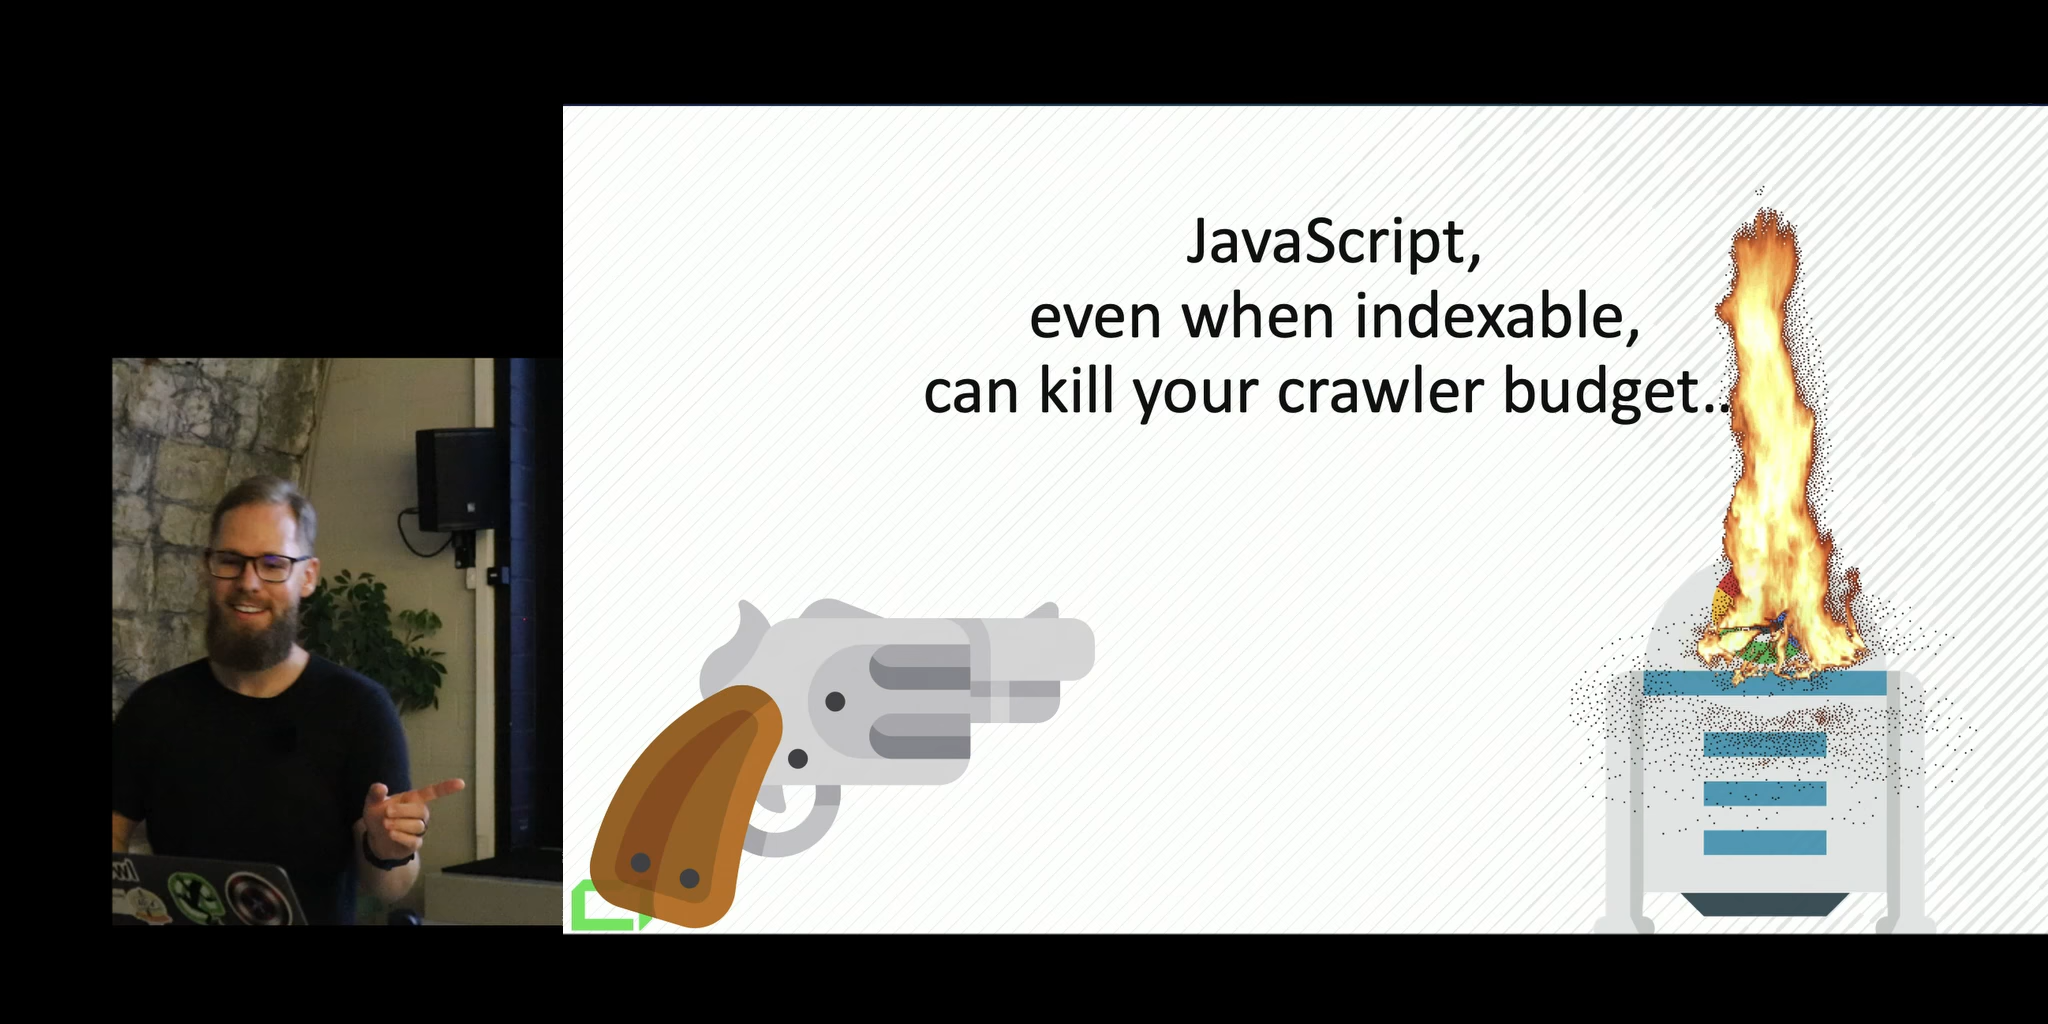 JavaScript,
even when indexable,
can kill your crawler budget..